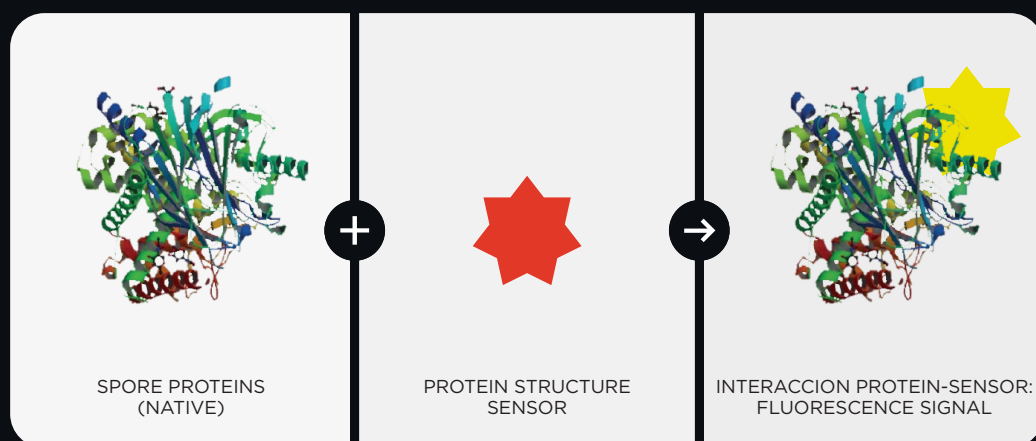 SPORE PROTEINS
(NATIVE)
PROTEIN STRUCTURE
SENSOR
INTERACCION PROTEIN-SENSOR:
FLUORESCENCE SIGNAL